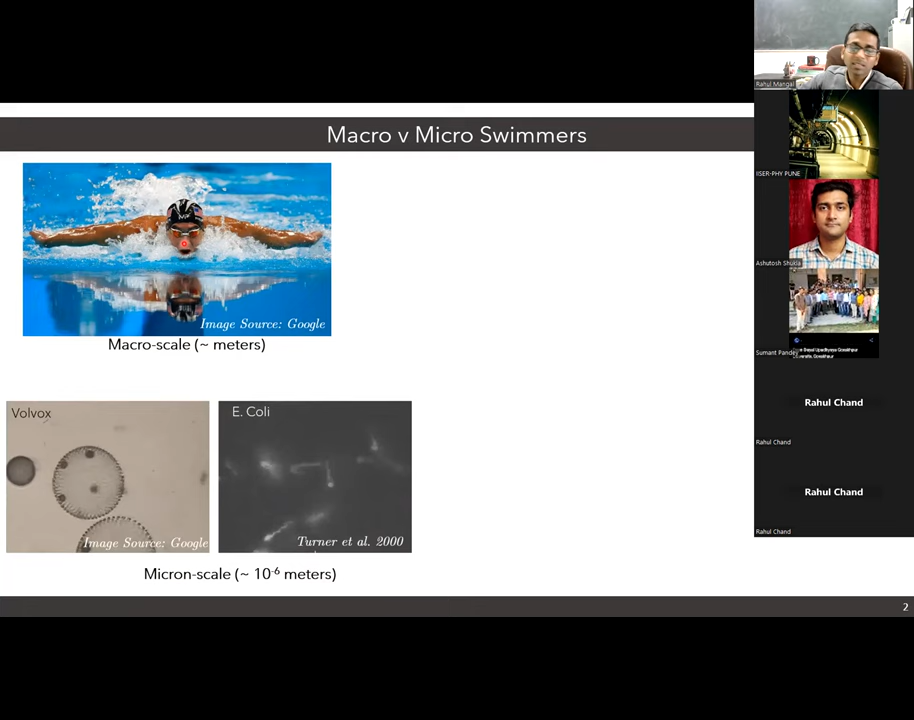 Macro v Micro Swimmers
Image Source: Google
Macro-scale (~ meters)
Volvox
Image Source: Google
E. Coli
Turner et al. 2000
Micron-scale (~ 10⁻⁶ meters)
2
Rahul Mangal
IISER-PHY PUNE
Ashutosh Shukla
Sumant Pandey
Rahul Chand
Rahul Chand
Rahul Chand
Rahul Chand